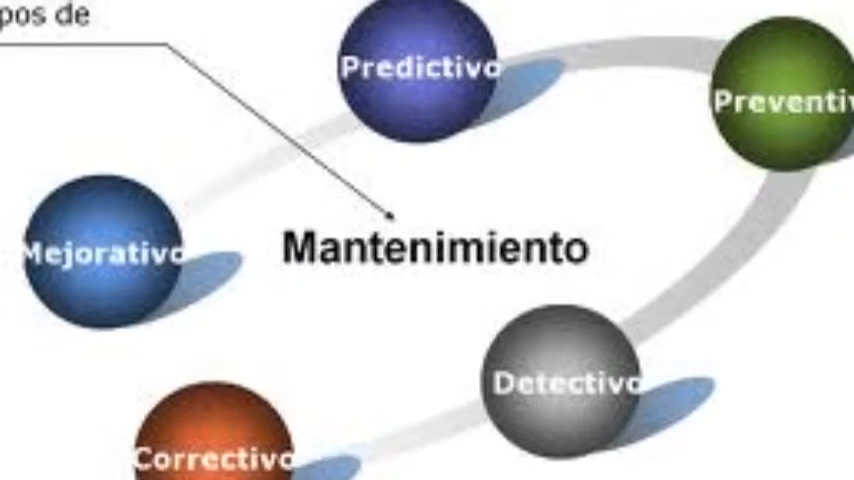 pos de
Predictivo
Preventiv
Mejorativo
Mantenimiento
Detectivo
Correctivo